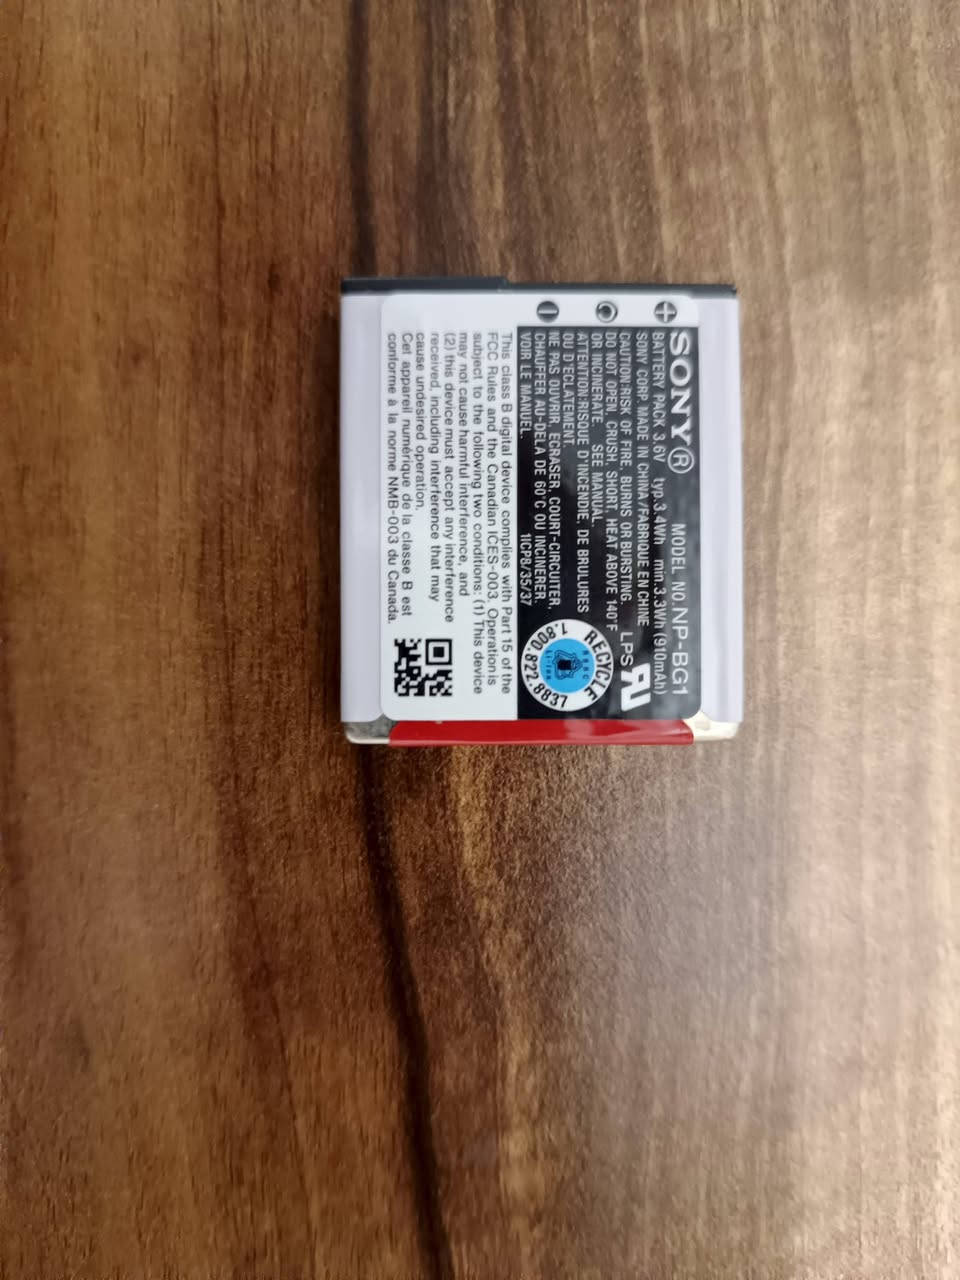 SONY® MODEL NO.NP-BG1
BATTERY PACK 3.6V typ.3.4Wh min.3.3Wh (910mAh)
SONY CORP. MADE IN CHINA/FABRIQUÉ EN CHINE
CAUTION:RISK OF FIRE, BURNS OR BURSTING.
DO NOT OPEN, CRUSH, SHORT, HEAT ABOVE 140°F
OR INCINERATE. SEE MANUAL.
LPS
ATTENTION:RISQUE D'INCENDIE, DE BRULURES
OU D'ECLATEMENT.
NE PAS OUVRIR, ECRASER, COURT-CIRCUITER,
CHAUFFER AU-DELA DE 60°C OU INCINERER.
VOIR LE MANUEL. 1ICP8/35/37
RECYCLE
RBRC
Li-Ion
1.800.822.8837
This class B digital device complies with Part 15 of the
FCC Rules and the Canadian ICES-003. Operation is
subject to the following two conditions: (1) This device
may not cause harmful interference, and
(2) this device must accept any interference
received, including interference that may
cause undesired operation.
Cet appareil numérique de la classe B est
conforme à la norme NMB-003 du Canada.